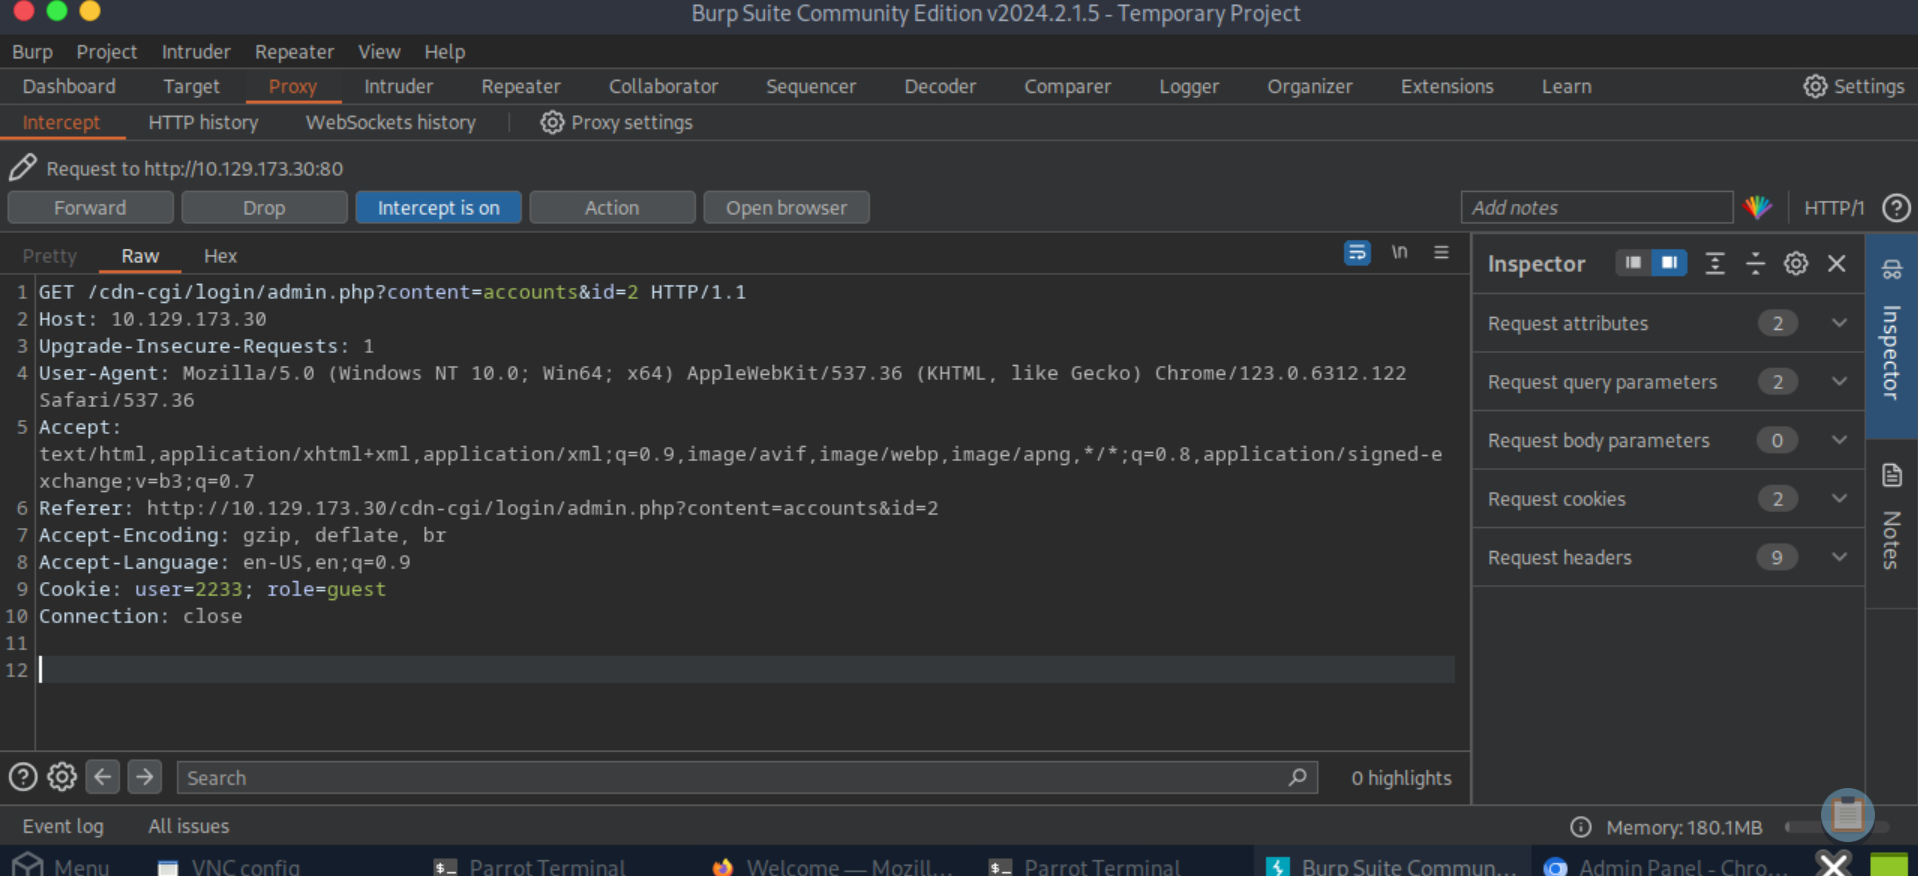 Burp Suite Community Edition v2024.2.1.5 - Temporary Project
Burp Project Intruder Repeater View Help
Dashboard Target Proxy Intruder Repeater Collaborator Sequencer Decoder Comparer Logger Organizer Extensions Learn Settings
Intercept HTTP history WebSockets history Proxy settings
Request to http://10.129.173.30:80
Forward Drop Intercept is on Action Open browser Add notes HTTP/1
Pretty Raw Hex \n
1 GET /cdn-cgi/login/admin.php?content=accounts&id=2 HTTP/1.1
2 Host: 10.129.173.30
3 Upgrade-Insecure-Requests: 1
4 User-Agent: Mozilla/5.0 (Windows NT 10.0; Win64; x64) AppleWebKit/537.36 (KHTML, like Gecko) Chrome/123.0.6312.122
Safari/537.36
5 Accept:
text/html,application/xhtml+xml,application/xml;q=0.9,image/avif,image/webp,image/apng,*/*;q=0.8,application/signed-e
xchange;v=b3;q=0.7
6 Referer: http://10.129.173.30/cdn-cgi/login/admin.php?content=accounts&id=2
7 Accept-Encoding: gzip, deflate, br
8 Accept-Language: en-US,en;q=0.9
9 Cookie: user=2233; role=guest
10 Connection: close
11
12
Inspector
Request attributes 2
Request query parameters 2
Request body parameters 0
Request cookies 2
Request headers 9
Inspector
Notes
Search 0 highlights
Event log All issues Memory: 180.1MB
Menu VNC config Parrot Terminal Welcome — Mozill... Parrot Terminal Burp Suite Commun... Admin Panel - Chro...